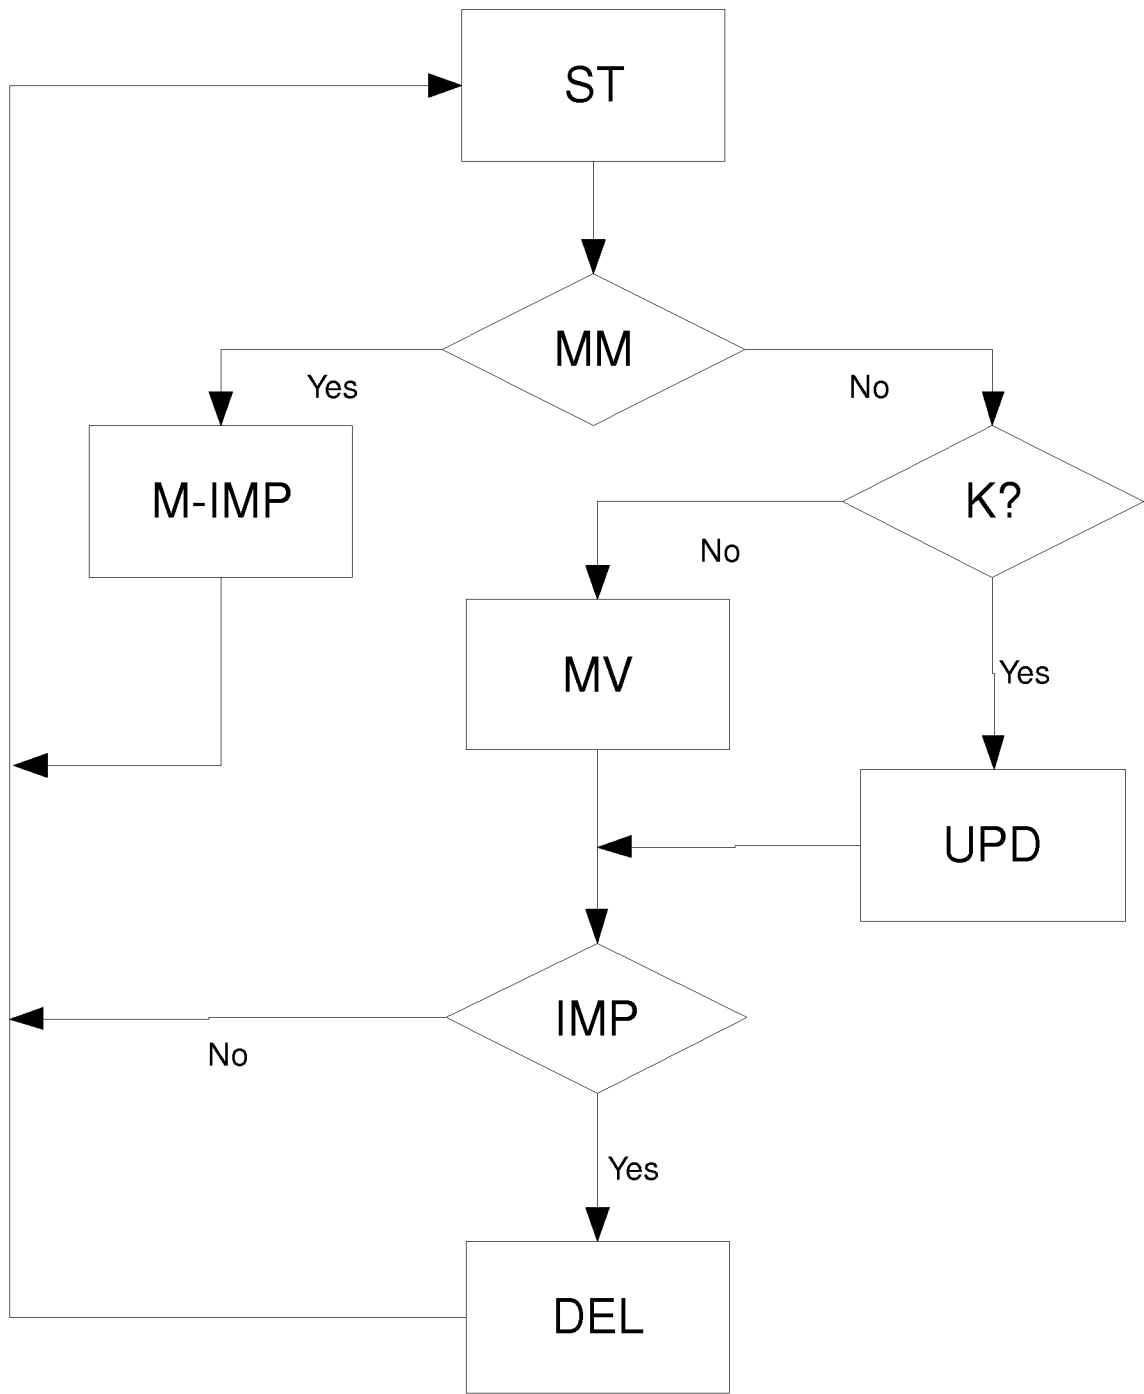 ST
MM
Yes
No
M-IMP
K?
No
MV
Yes
UPD
IMP
No
Yes
DEL